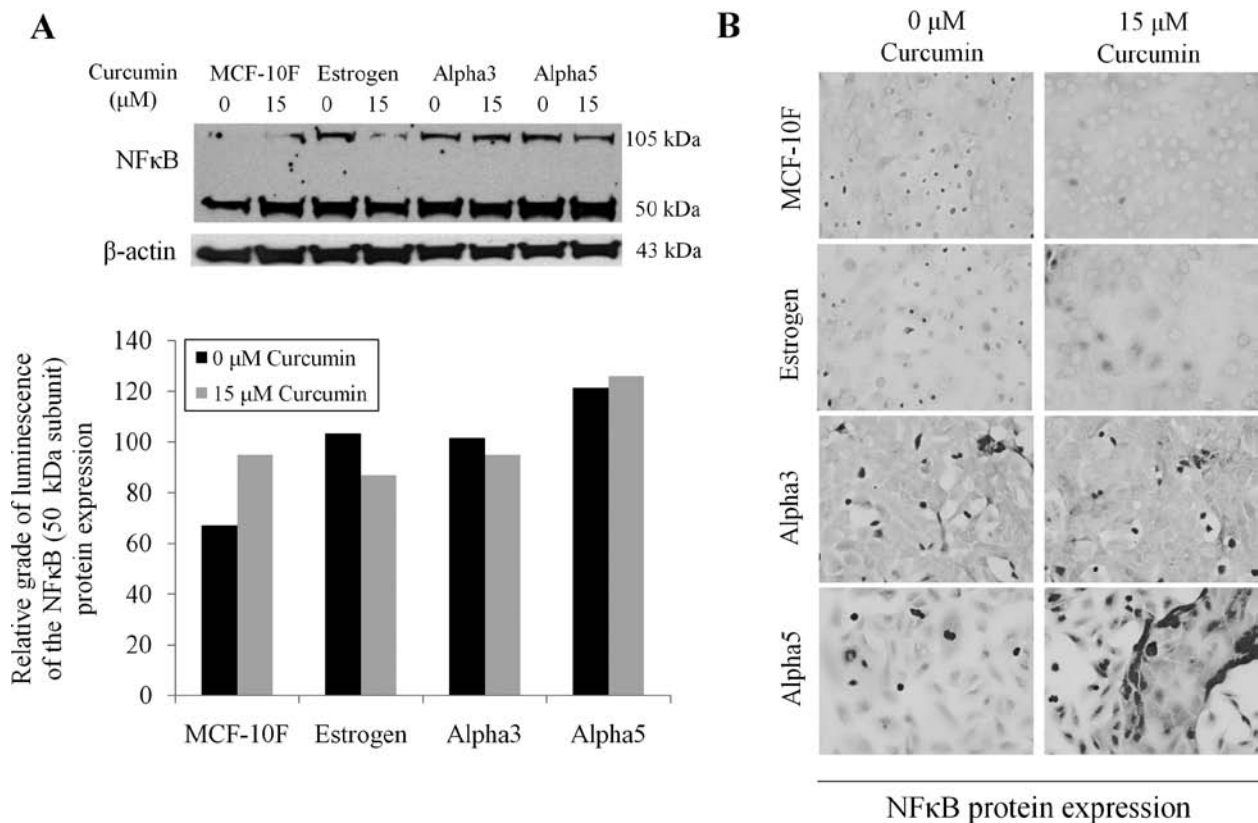 A
Curcumin (μM)
MCF-10F Estrogen Alpha3 Alpha5
0 15 0 15 0 15 0 15
NFκB
105 kDa
50 kDa
β-actin
43 kDa
Relative grade of luminescence
of the NFκB (50 kDa subunit)
protein expression
140
120
100
80
60
40
20
0
0 μM Curcumin
15 μM Curcumin
MCF-10F Estrogen Alpha3 Alpha5
B
0 μM
Curcumin
15 μM
Curcumin
MCF-10F
Estrogen
Alpha3
Alpha5
NFκB protein expression